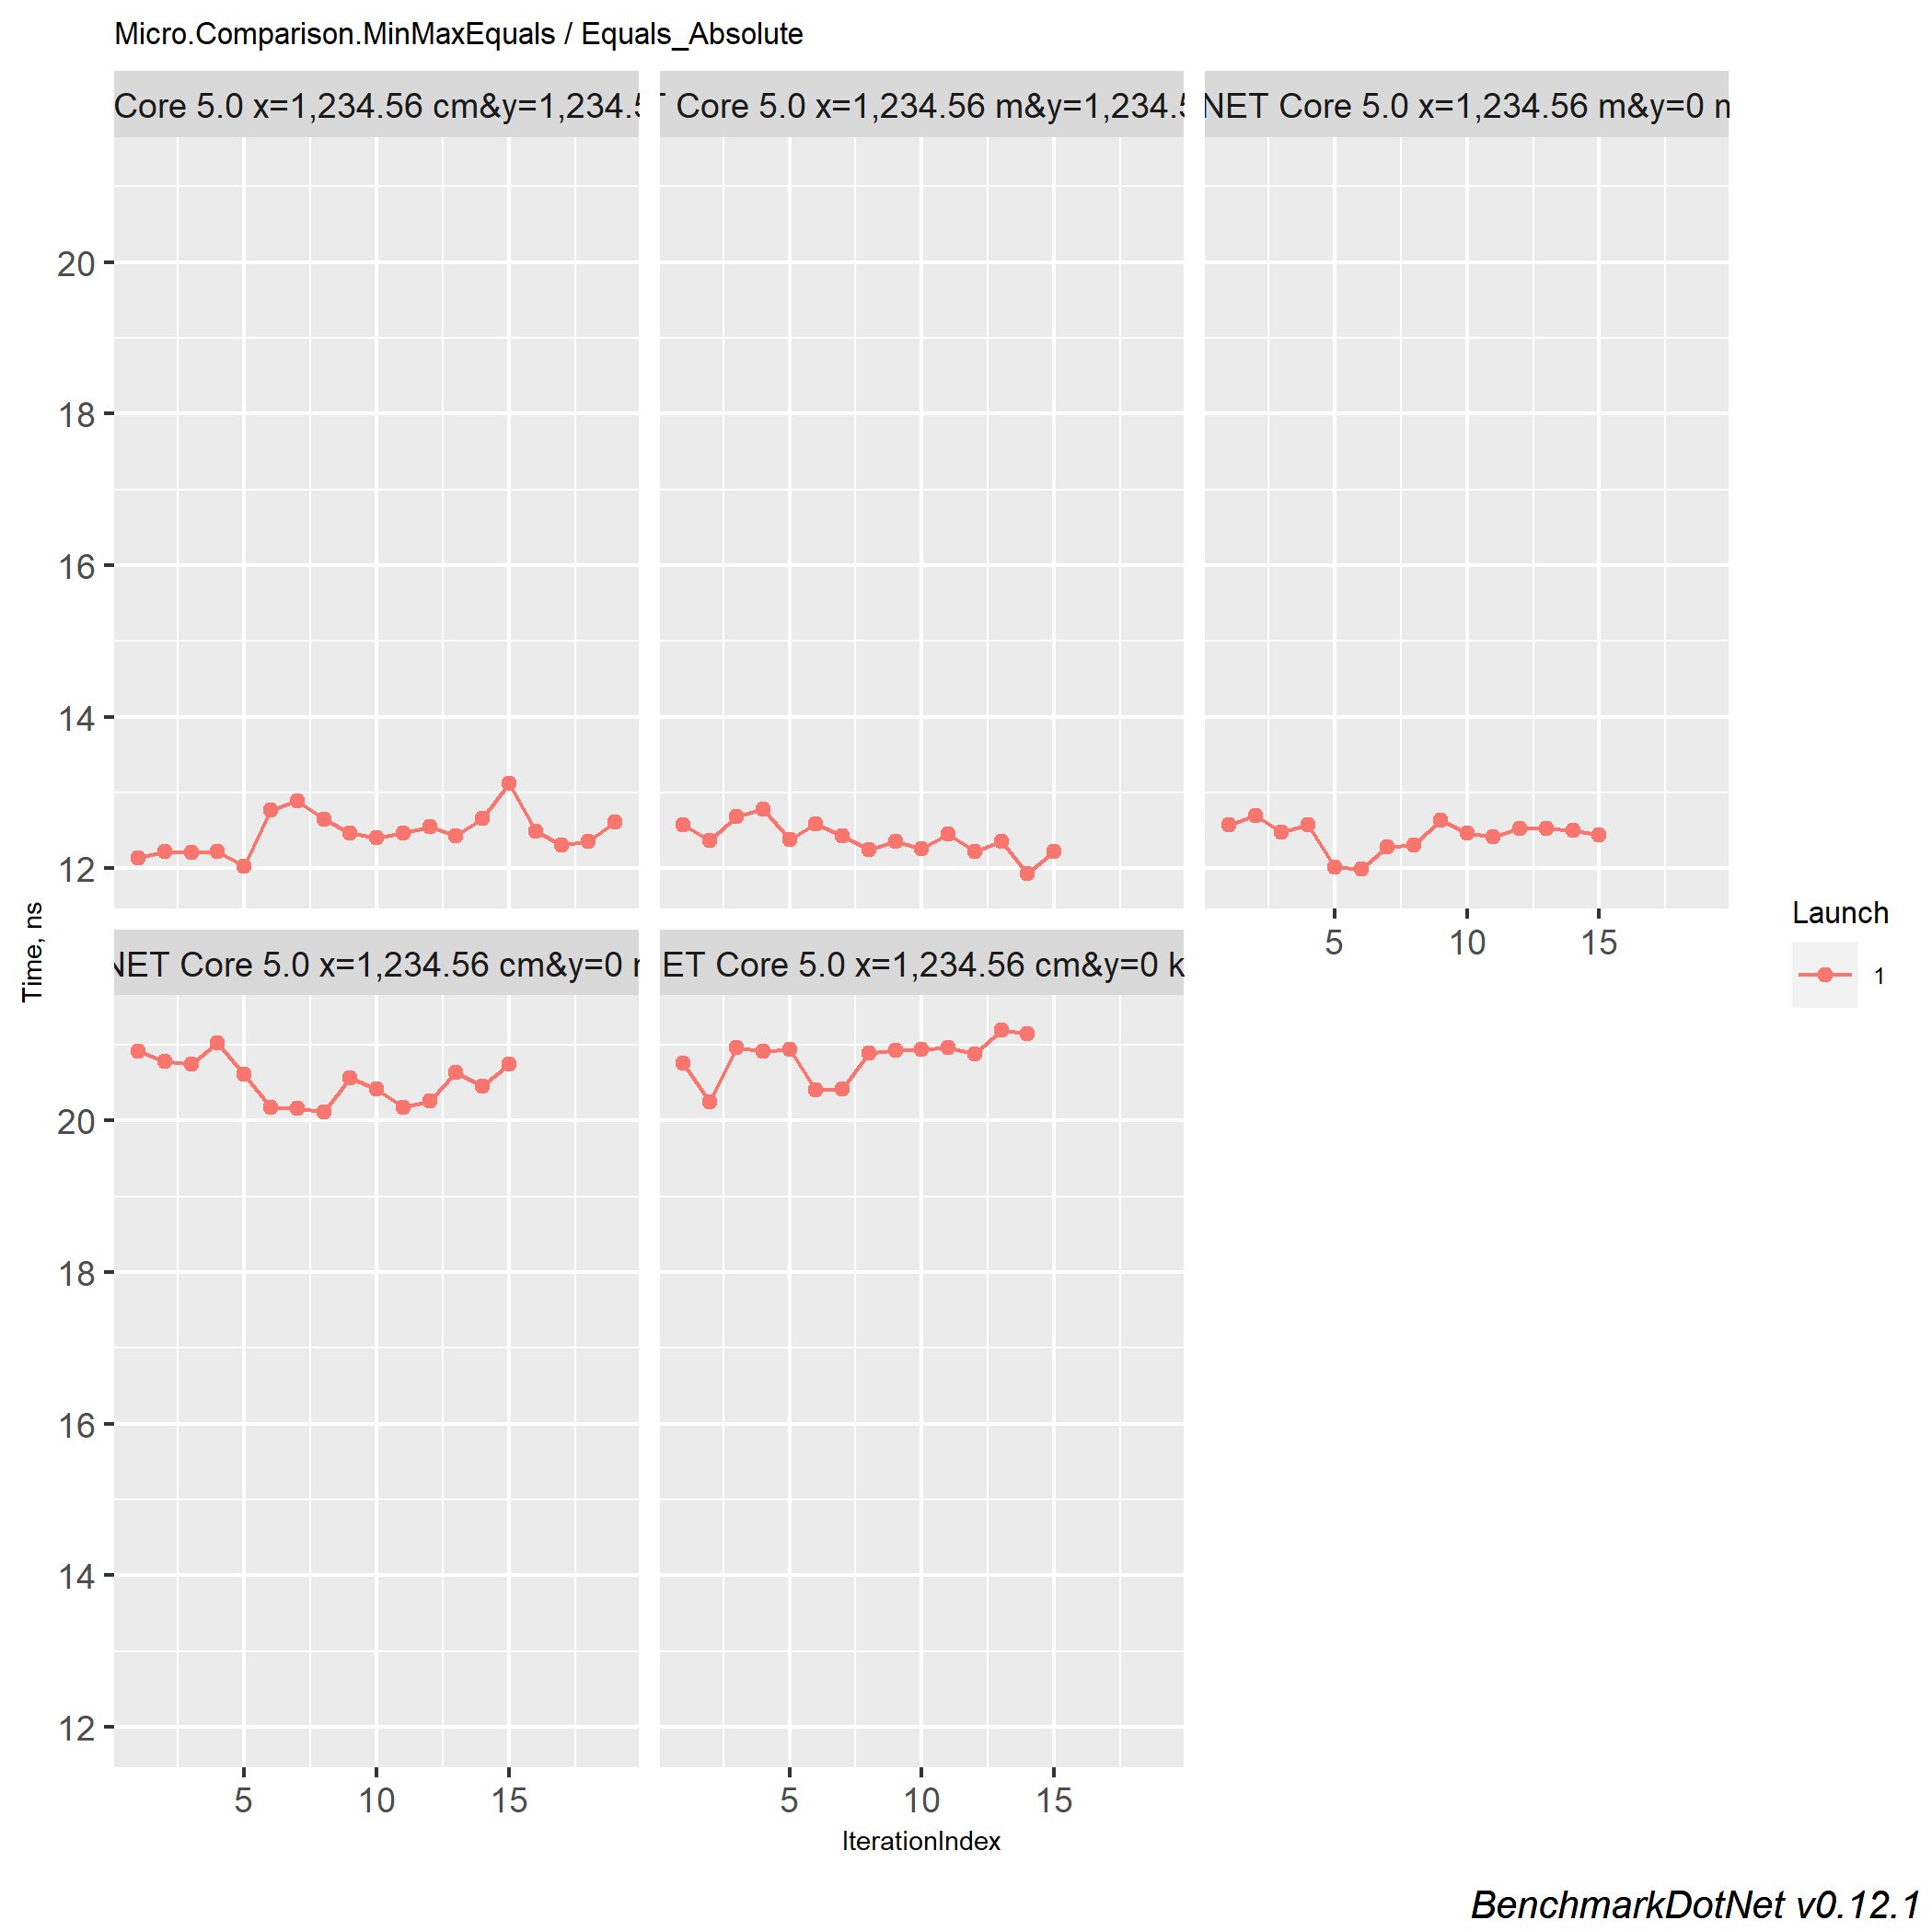 Micro.Comparison.MinMaxEquals / Equals_Absolute
Core 5.0 x=1,234.56 cm&y=1,234.5
Core 5.0 x=1,234.56 m&y=1,234.5
NET Core 5.0 x=1,234.56 m&y=0
20
18
16
14
12
5 10 15
NET Core 5.0 x=1,234.56 cm&y=0
ET Core 5.0 x=1,234.56 cm&y=0 k
20
18
16
14
12
5 10 15
5 10 15
Time, ns
IterationIndex
Launch
1
BenchmarkDotNet v0.12.1